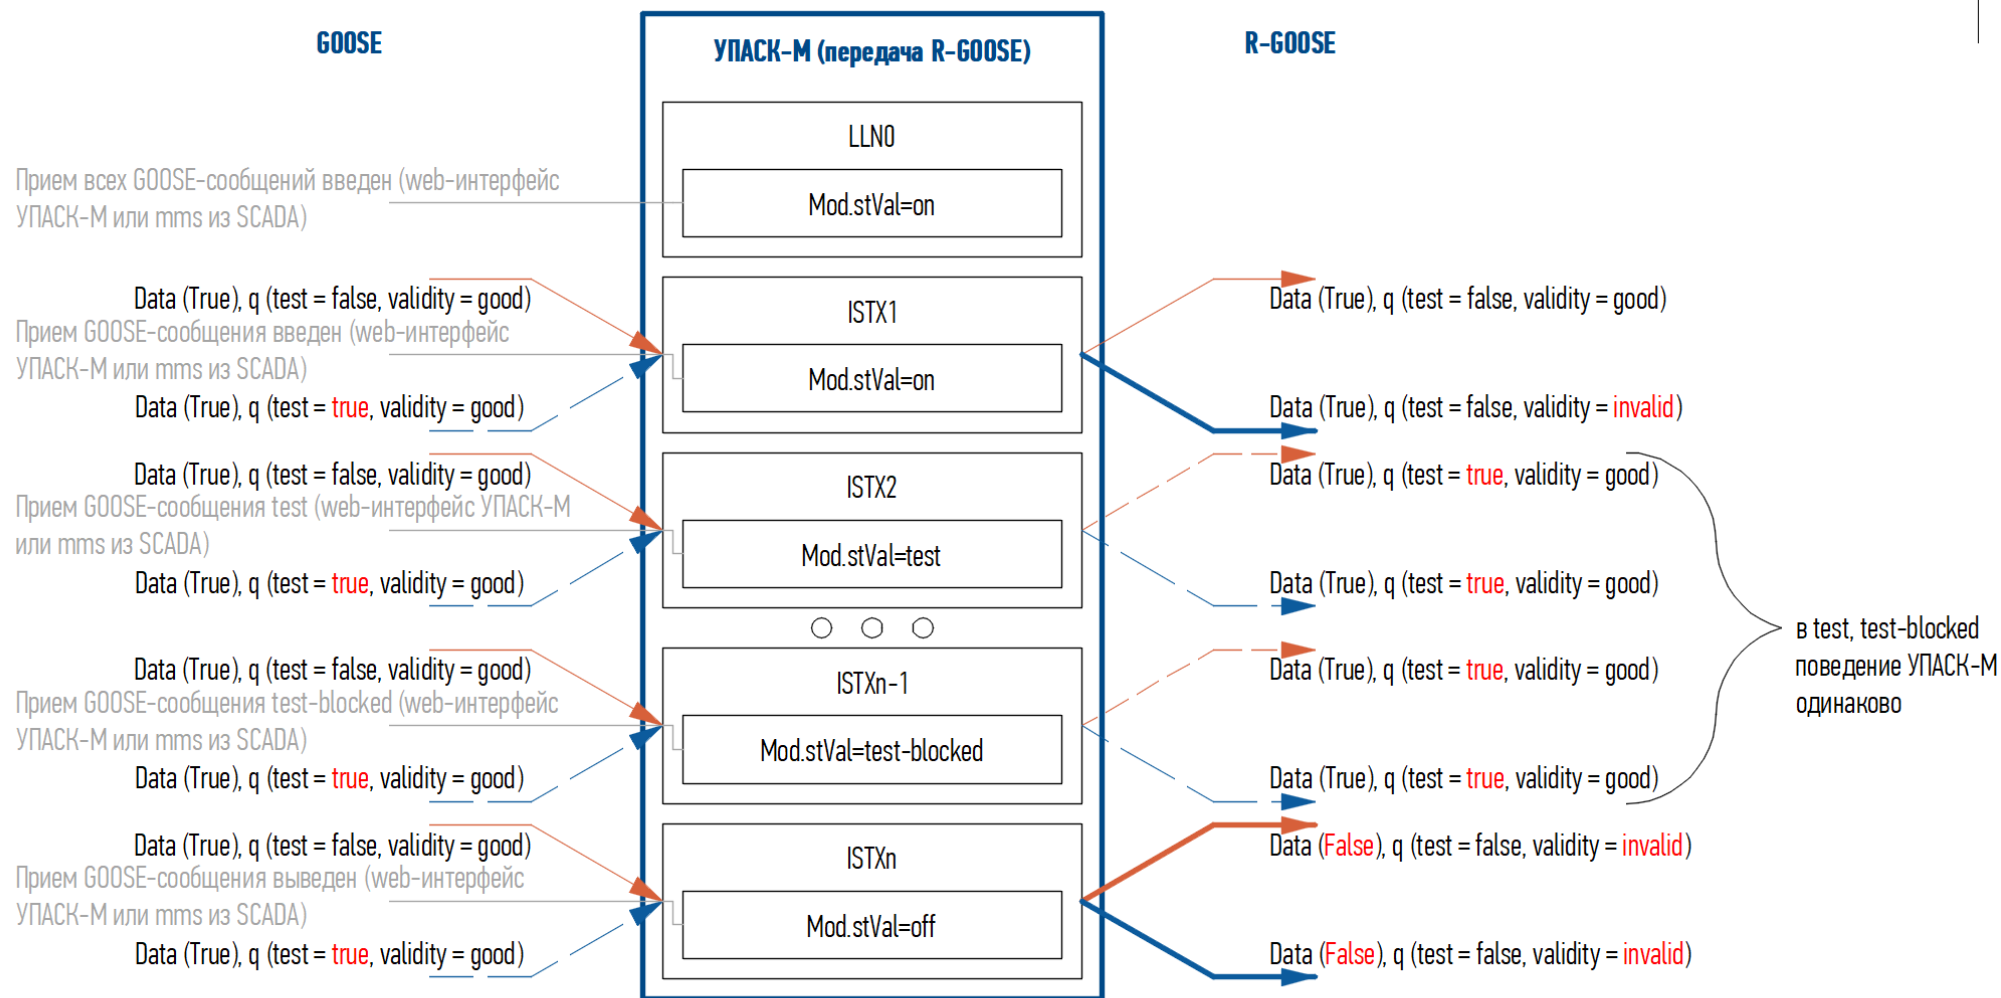 GOOSE
УПАСК-М (передача R-GOOSE)
R-GOOSE
LLN0
Прием всех GOOSE-сообщений введен (web-интерфейс
УПАСК-М или mms из SCADA)
Mod.stVal=on
Data (True), q (test = false, validity = good)
ISTX1
Data (True), q (test = false, validity = good)
Прием GOOSE-сообщения введен (web-интерфейс
УПАСК-М или mms из SCADA)
Mod.stVal=on
Data (True), q (test = true, validity = good)
Data (True), q (test = false, validity = invalid)
Data (True), q (test = false, validity = good)
ISTX2
Data (True), q (test = true, validity = good)
Прием GOOSE-сообщения test (web-интерфейс УПАСК-М
или mms из SCADA)
Mod.stVal=test
Data (True), q (test = true, validity = good)
Data (True), q (test = true, validity = good)
в test, test-blocked
поведение УПАСК-М
одинаково
Data (True), q (test = false, validity = good)
ISTXn-1
Data (True), q (test = true, validity = good)
Прием GOOSE-сообщения test-blocked (web-интерфейс
УПАСК-М или mms из SCADA)
Mod.stVal=test-blocked
Data (True), q (test = true, validity = good)
Data (True), q (test = true, validity = good)
Data (True), q (test = false, validity = good)
ISTXn
Data (False), q (test = false, validity = invalid)
Прием GOOSE-сообщения выведен (web-интерфейс
УПАСК-М или mms из SCADA)
Mod.stVal=off
Data (True), q (test = true, validity = good)
Data (False), q (test = false, validity = invalid)